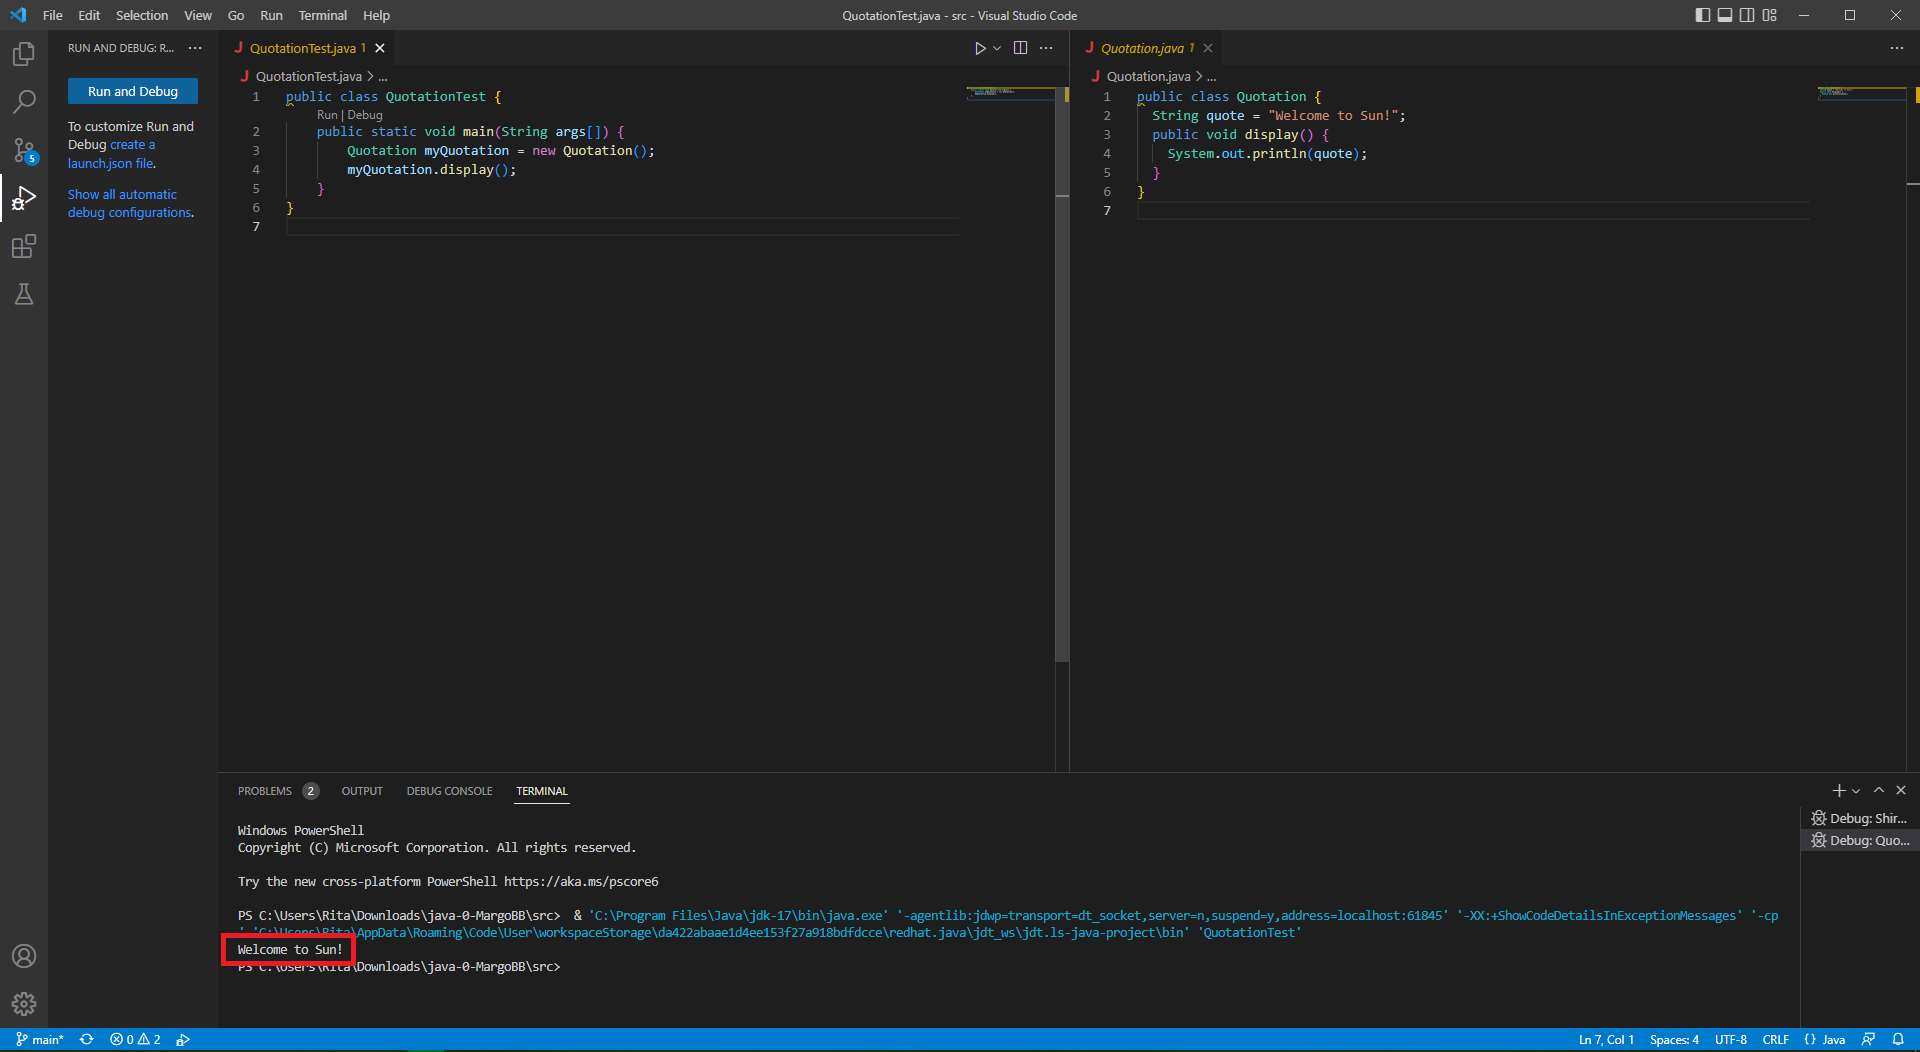 File Edit Selection View Go Run Terminal Help
QuotationTest.java - src - Visual Studio Code
RUN AND DEBUG: R... ...
Run and Debug
To customize Run and
Debug create a
launch.json file.
Show all automatic
debug configurations.
5
J QuotationTest.java 1
J QuotationTest.java > ...
1 public class QuotationTest {
Run | Debug
2 public static void main(String args[]) {
3 Quotation myQuotation = new Quotation();
4 myQuotation.display();
5 }
6 }
7
J Quotation.java 1
J Quotation.java > ...
1 public class Quotation {
2 String quote = "Welcome to Sun!";
3 public void display() {
4 System.out.println(quote);
5 }
6 }
7
PROBLEMS 2 OUTPUT DEBUG CONSOLE TERMINAL
Windows PowerShell
Copyright (C) Microsoft Corporation. All rights reserved.
Try the new cross-platform PowerShell https://aka.ms/pscore6
PS C:\Users\Rita\Downloads\java-0-MargoBB\src> & 'C:\Program Files\Java\jdk-17\bin\java.exe' '-agentlib:jdwp=transport=dt_socket,server=n,suspend=y,address=localhost:61845' '-XX:+ShowCodeDetailsInExceptionMessages' '-cp
' 'C:\Users\Rita\AppData\Roaming\Code\User\workspaceStorage\da422abaae1d4ee153f27a918bdfdcce\redhat.java\jdt_ws\jdt.ls-java-project\bin' 'QuotationTest'
Welcome to Sun!
PS C:\Users\Rita\Downloads\java-0-MargoBB\src>
Debug: Shir...
Debug: Quo...
main* 0 2
Ln 7, Col 1 Spaces: 4 UTF-8 CRLF {} Java